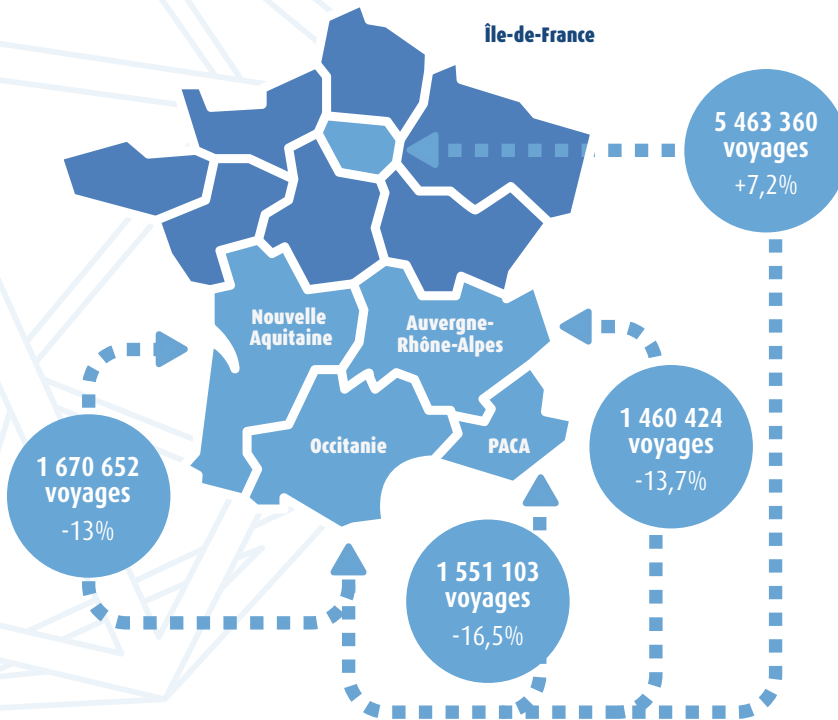 Île-de-France
5 463 360
voyages
+7,2%
Nouvelle
Aquitaine
Auvergne-
Rhône-Alpes
1 460 424
voyages
-13,7%
Occitanie
PACA
1 670 652
voyages
-13%
1 551 103
voyages
-16,5%